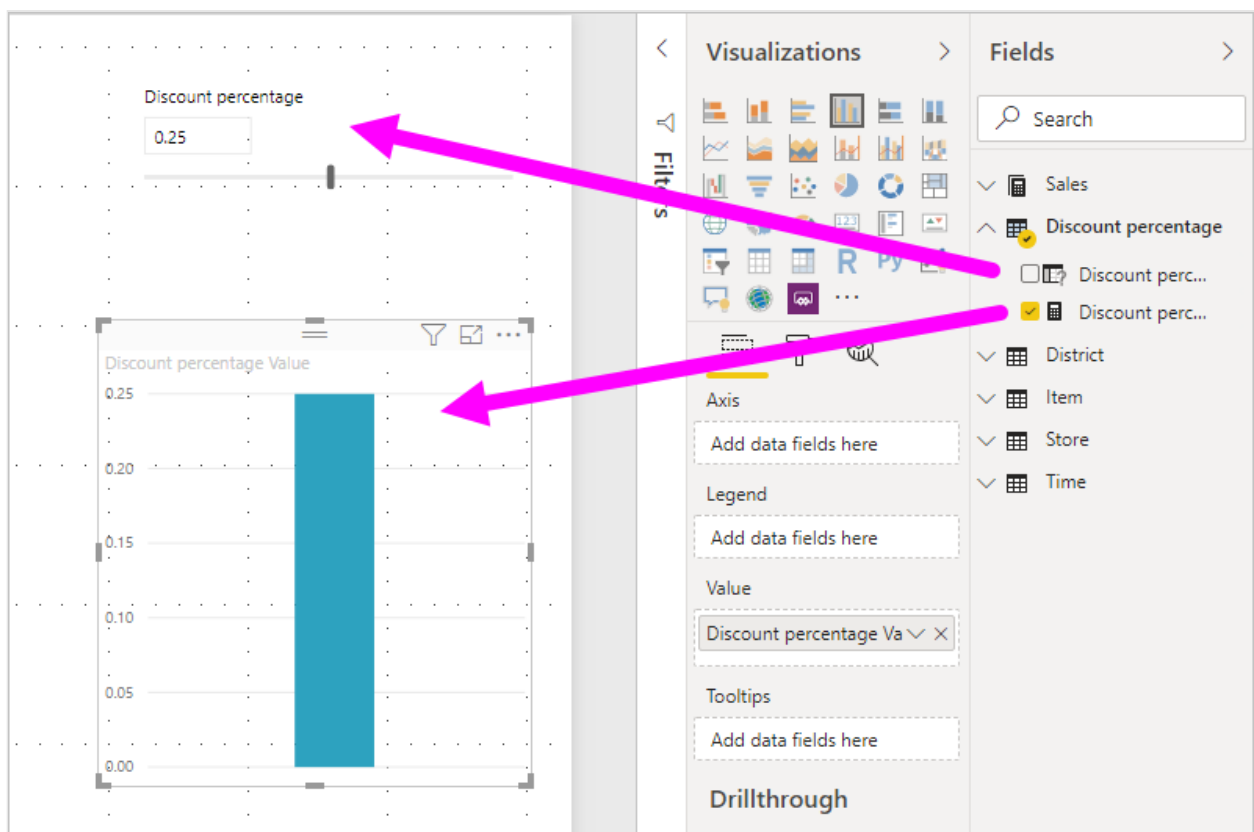 Discount percentage
0.25
Discount percentage Value
0.25
0.20
0.15
0.10
0.05
0.00
Filters
Visualizations
123
R
Py
Axis
Add data fields here
Legend
Add data fields here
Value
Discount percentage Va
Tooltips
Add data fields here
Drillthrough
Fields
Search
Sales
Discount percentage
Discount perc...
Discount perc...
District
Item
Store
Time